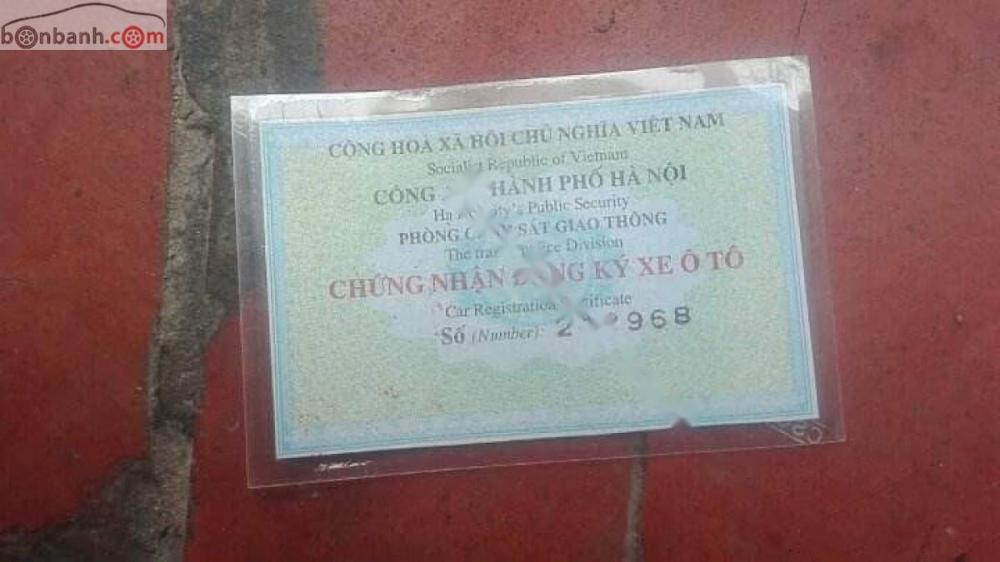 bonbanh.com
CỘNG HOÀ XÃ HỘI CHỦ NGHĨA VIỆT NAM
Socialist Republic of Vietnam
CÔNG HÀNH PHỐ HÀ NỘI
Public Security
PHÒNG SÁT GIAO THÔNG
The Division
CHỨNG NHẬN KÝ XE Ô TÔ
Car Registration
Số (Number): 2 968